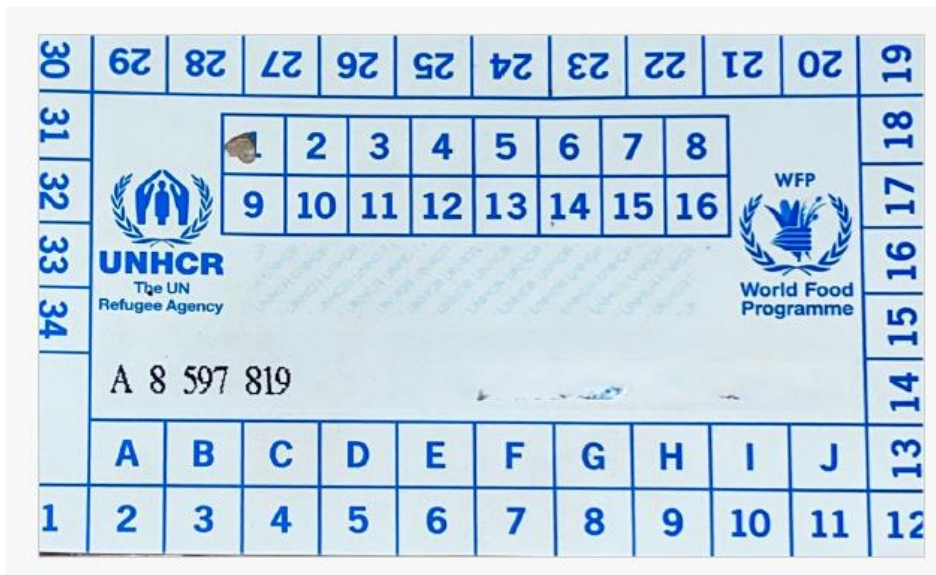 30 29 28 27 26 25 24 23 22 21 20 19
31 18
32 17
33 16
34 15
14
13
2 3 4 5 6 7 8
9 10 11 12 13 14 15 16
UNHCR
The UN
Refugee Agency
WFP
World Food
Programme
A 8 597 819
A B C D E F G H I J
1 2 3 4 5 6 7 8 9 10 11 12